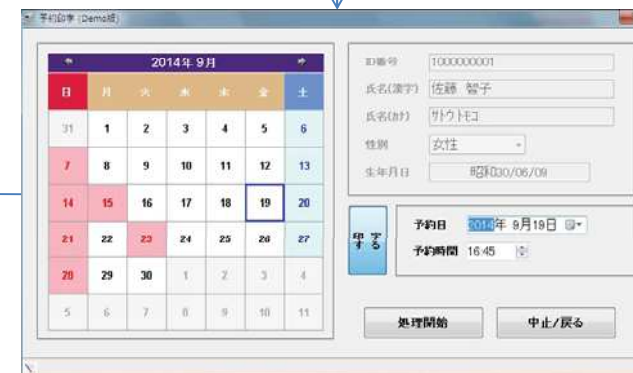 予約印字 (Demo版)
2014年 9月
日 月 火 水 木 金 土
31 1 2 3 4 5 6
7 8 9 10 11 12 13
14 15 16 17 18 19 20
21 22 23 24 25 26 27
28 29 30 1 2 3 4
5 6 7 8 9 10 11
ID番号 1000000001
氏名(漢字) 佐藤 智子
氏名(カナ) サトウトモコ
性別 女性
生年月日 昭和30/06/09
印字する
予約日 2014年 9月19日
予約時間 16:45
処理開始 中止/戻る